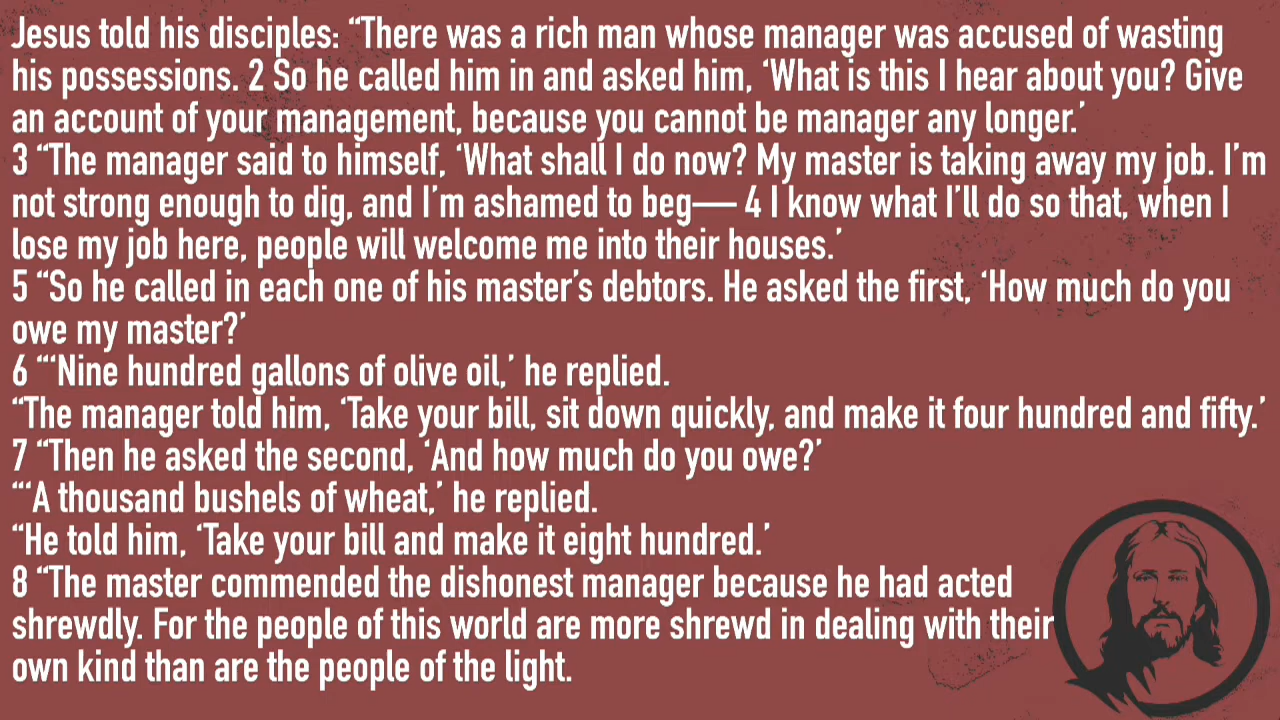 Jesus told his disciples: “There was a rich man whose manager was accused of wasting
his possessions. 2 So he called him in and asked him, ‘What is this I hear about you? Give
an account of your management, because you cannot be manager any longer.’
3 “The manager said to himself, ‘What shall I do now? My master is taking away my job. I’m
not strong enough to dig, and I’m ashamed to beg— 4 I know what I’ll do so that, when I
lose my job here, people will welcome me into their houses.’
5 “So he called in each one of his master’s debtors. He asked the first, ‘How much do you
owe my master?’
6 “‘Nine hundred gallons of olive oil,’ he replied.
“The manager told him, ‘Take your bill, sit down quickly, and make it four hundred and fifty.’
7 “Then he asked the second, ‘And how much do you owe?’
“‘A thousand bushels of wheat,’ he replied.
“He told him, ‘Take your bill and make it eight hundred.’
8 “The master commended the dishonest manager because he had acted
shrewdly. For the people of this world are more shrewd in dealing with their
own kind than are the people of the light.